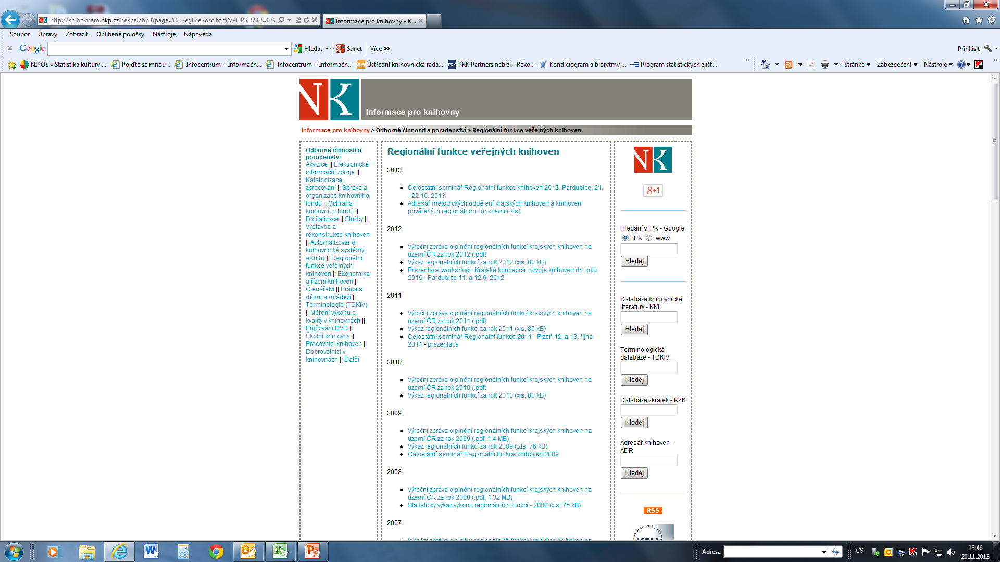 http://knihovnam.nkp.cz/sekce.php3?page=10_RegFceRozc.htm&PHPSESSID=079
Informace pro knihovny - K...
Soubor Úpravy Zobrazit Oblíbené položky Nástroje Nápověda
Google Hledat Sdílet Více Přihlásit
NIPOS » Statistika kultury ... Pojďte se mnou .. Infocentrum - Informačn... Infocentrum - Informačn... Ústřední knihovnická rada... PRK Partners nabízí - Reko... Kondiciogram a biorytmy ... Program statistických zjišť... Stránka Zabezpečení Nástroje
NK
Informace pro knihovny
Informace pro knihovny > Odborné činnosti a poradenství > Regionální funkce veřejných knihoven
Odborné činnosti a
poradenství
Akvizice || Elektronické
informační zdroje ||
Katalogizace,
zpracování || Správa a
organizace knihovního
fondu || Ochrana
knihovních fondů ||
Digitalizace || Služby ||
Výstavba a
rekonstrukce knihoven
|| Automatizované
knihovnické systémy,
eKnihy || Regionální
funkce veřejných
knihoven || Ekonomika
a řízení knihoven ||
Čtenářství || Práce s
dětmi a mládeží ||
Terminologie (TDKIV)
|| Měření výkonu a
kvality v knihovnách ||
Půjčování DVD ||
Školní knihovny ||
Pracovníci knihoven ||
Dobrovolníci v
knihovnách || Další
Regionální funkce veřejných knihoven
2013
Celostátní seminář Regionální funkce knihoven 2013. Pardubice, 21.
- 22.10. 2013
Adresář metodických oddělení krajských knihoven a knihoven
pověřených regionálními funkcemi (.xls)
2012
Výroční zpráva o plnění regionálních funkcí krajských knihoven na
území ČR za rok 2012 (.pdf)
Výkaz regionálních funkcí za rok 2012 (xls, 80 kB)
Prezentace workshopu Krajské koncepce rozvoje knihoven do roku
2015 - Pardubice 11. a 12.6. 2012
2011
Výroční zpráva o plnění regionálních funkcí krajských knihoven na
území ČR za rok 2011 (.pdf)
Výkaz regionálních funkcí za rok 2011 (xls, 80 kB)
Celostátní seminář Regionální funkce 2011 - Plzeň 12. a 13. října
2011 - prezentace
2010
Výroční zpráva o plnění regionálních funkcí krajských knihoven na
území ČR za rok 2010 (.pdf)
Výkaz regionálních funkcí za rok 2010 (xls, 80 kB)
2009
Výroční zpráva o plnění regionálních funkcí krajských knihoven na
území ČR za rok 2009 (.pdf, 1,4 MB)
Výkaz regionálních funkcí za rok 2009 (.xls, 76 kB)
Celostátní seminář Regionální funkce knihoven 2009
2008
Výroční zpráva o plnění regionálních funkcí krajských knihoven na
území ČR za rok 2008 (.pdf, 1,32 MB)
Statistický výkaz výkonu regionálních funkcí - 2008 (xls, 75 kB)
2007
Výroční zpráva o plnění regionálních funkcí krajských knihoven na
NK
g+1
Hledání v IPK - Google
IPK www
Hledej
Databáze knihovnické
literatury - KKL
Hledej
Terminologická
databáze - TDKIV
Hledej
Databáze zkratek - KZK
Hledej
Adresář knihoven -
ADR
Hledej
RSS
Adresa CS 13:46
20.11.2013